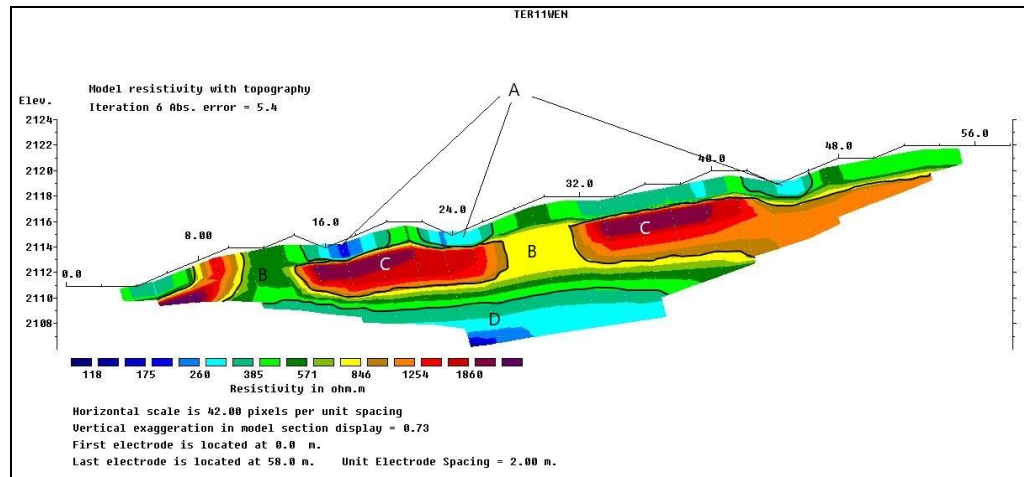 TER11WEN
Model resistivity with topography
Iteration 6 Abs. error = 5.4
A
Elev.
2124
2122
2120
2118
2116
2114
2112
2110
2108
0.0
8.00
16.0
24.0
32.0
40.0
48.0
56.0
B
C
B
C
D
118 175 260 385 571 846 1254 1860
Resistivity in ohm.m
Horizontal scale is 42.00 pixels per unit spacing
Vertical exaggeration in model section display = 0.73
First electrode is located at 0.0 m.
Last electrode is located at 58.0 m. Unit Electrode Spacing = 2.00 m.